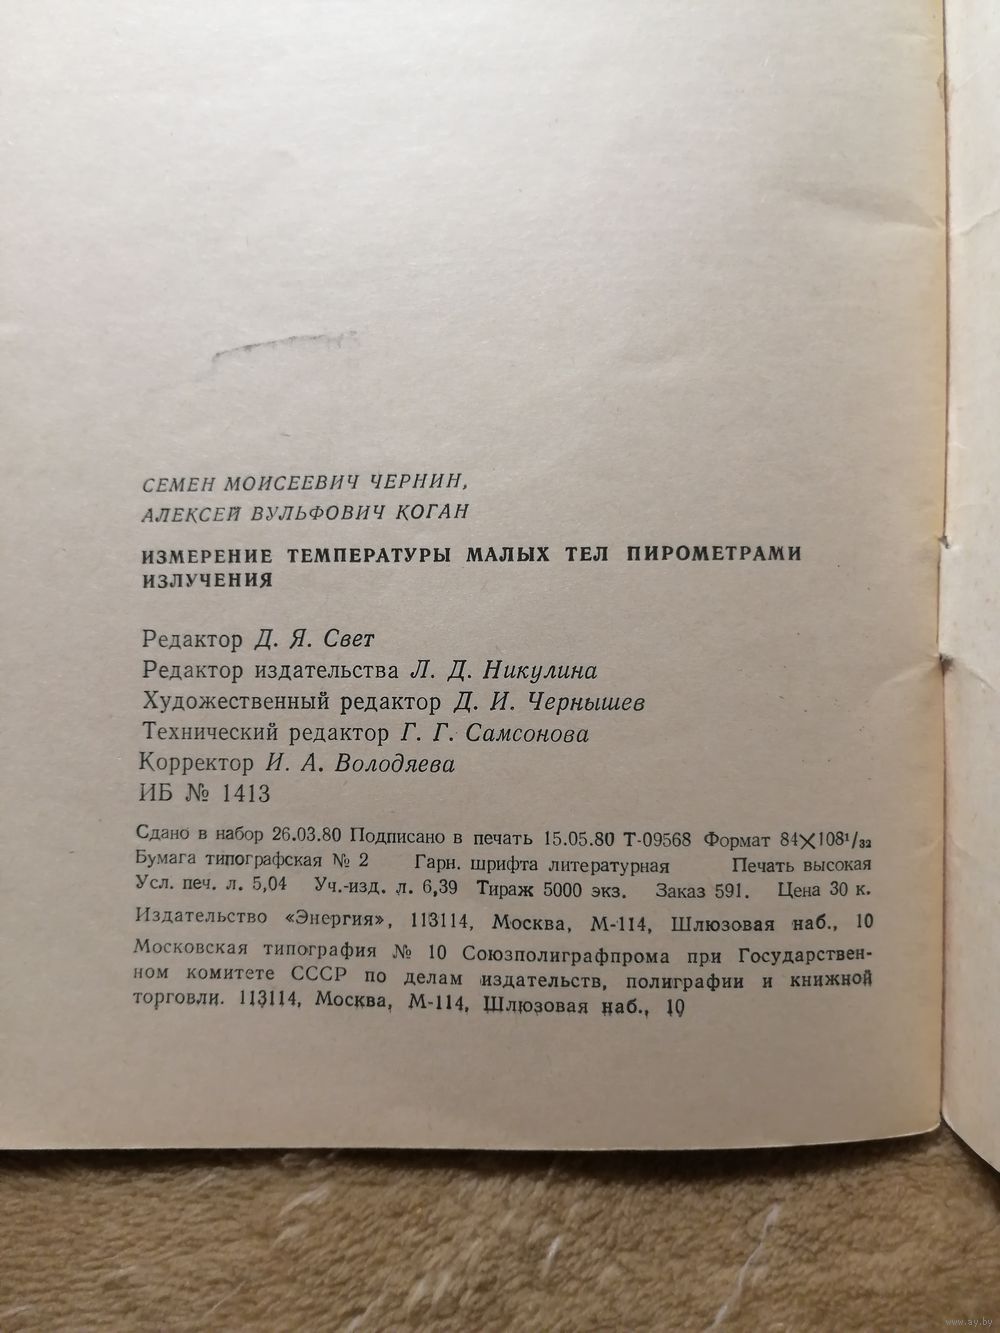 СЕМЕН МОИСЕЕВИЧ ЧЕРНИН,
АЛЕКСЕЙ ВУЛЬФОВИЧ КОГАН
ИЗМЕРЕНИЕ ТЕМПЕРАТУРЫ МАЛЫХ ТЕЛ ПИРОМЕТРАМИ
ИЗЛУЧЕНИЯ
Редактор Д. Я. Свет
Редактор издательства Л. Д. Никулина
Художественный редактор Д. И. Чернышев
Технический редактор Г. Г. Самсонова
Корректор И. А. Володяева
ИБ № 1413
Сдано в набор 26.03.80 Подписано в печать 15.05.80 Т-09568 Формат 84×108¹/₃₂
Бумага типографская № 2 Гарн. шрифта литературная Печать высокая
Усл. печ. л. 5,04 Уч.-изд. л. 6,39 Тираж 5000 экз. Заказ 591. Цена 30 к.
Издательство «Энергия», 113114, Москва, М-114, Шлюзовая наб., 10
Московская типография № 10 Союзполиграфпрома при Государствен-
ном комитете СССР по делам издательств, полиграфии и книжной
торговли. 113114, Москва, М-114, Шлюзовая наб., 10
www.ay.by